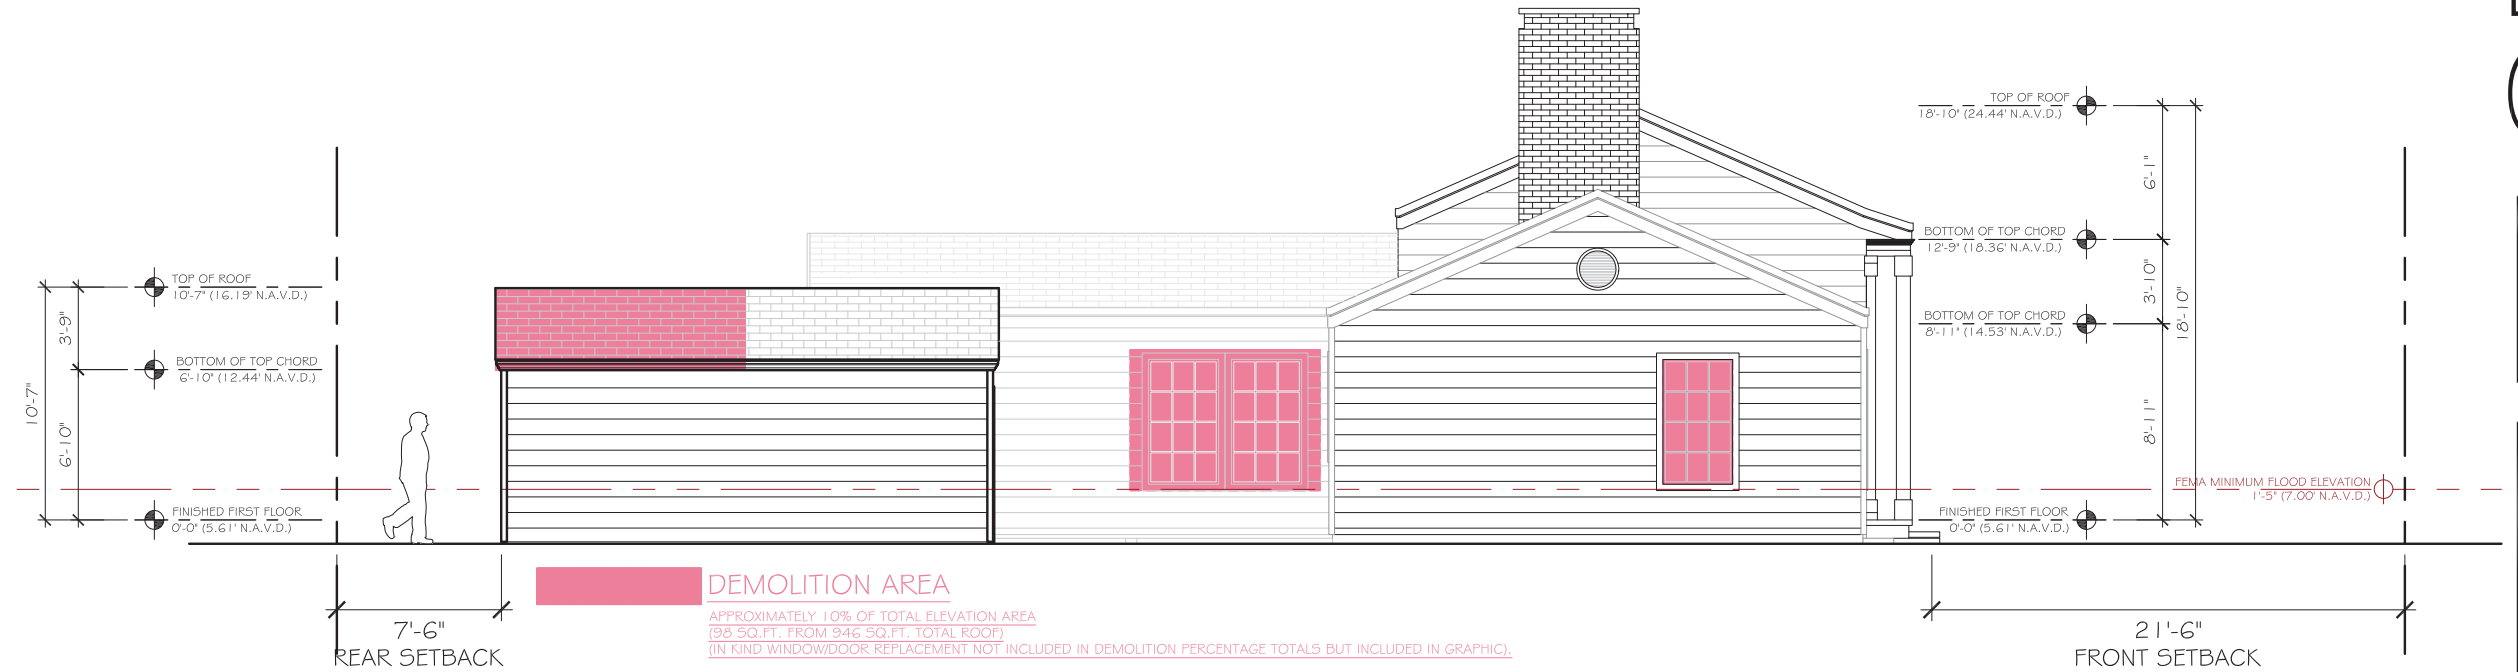 TOP OF ROOF
10'-7" (16.19' N.A.V.D.)
BOTTOM OF TOP CHORD
6'-10" (12.44' N.A.V.D.)
FINISHED FIRST FLOOR
0'-0" (5.61' N.A.V.D.)
10'-7"
3'-9"
6'-10"
7'-6"
REAR SETBACK
DEMOLITION AREA
APPROXIMATELY 10% OF TOTAL ELEVATION AREA
(98 SQ.FT. FROM 946 SQ.FT. TOTAL ROOF)
(IN KIND WINDOW/DOOR REPLACEMENT NOT INCLUDED IN DEMOLITION PERCENTAGE TOTALS BUT INCLUDED IN GRAPHIC).
TOP OF ROOF
18'-10" (24.44' N.A.V.D.)
BOTTOM OF TOP CHORD
12'-9" (18.36' N.A.V.D.)
BOTTOM OF TOP CHORD
8'-11" (14.53' N.A.V.D.)
FEMA MINIMUM FLOOD ELEVATION
1'-5" (7.00' N.A.V.D.)
FINISHED FIRST FLOOR
0'-0" (5.61' N.A.V.D.)
6'-1"
3'-10"
8'-11"
18'-10"
21'-6"
FRONT SETBACK